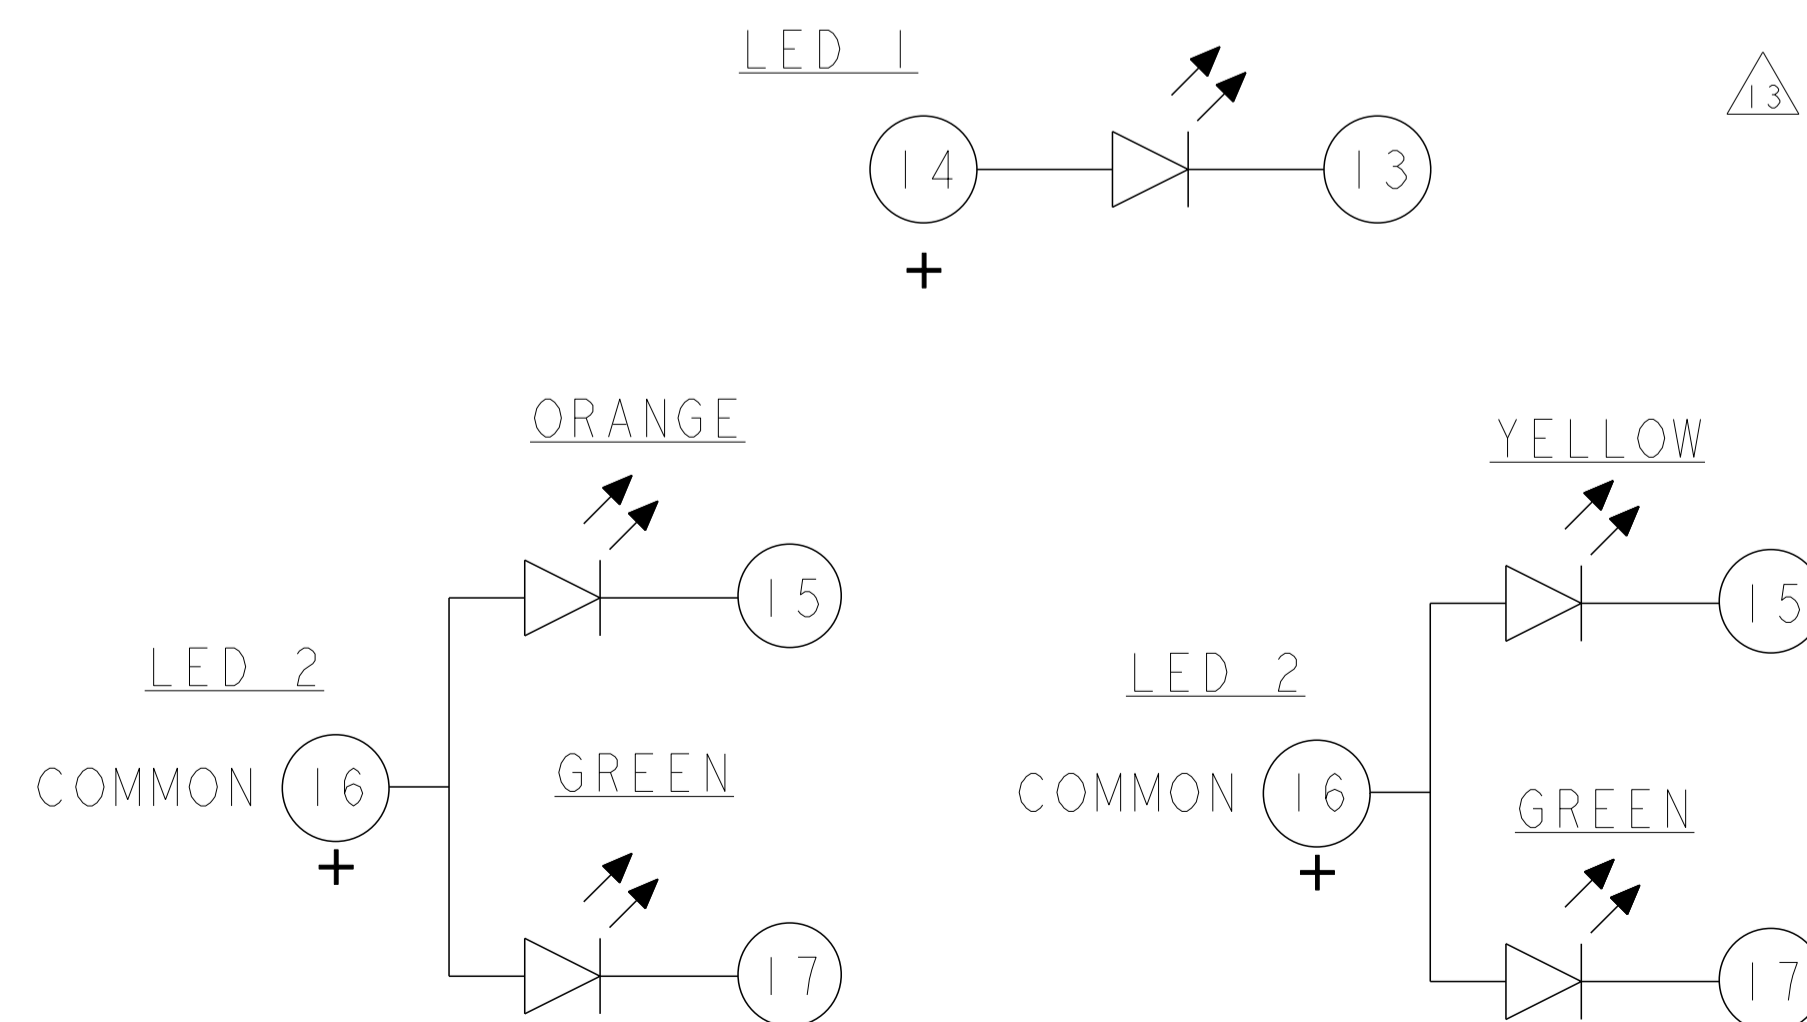 LED 1
13
14
13
+
ORANGE
YELLOW
15
15
LED 2
LED 2
GREEN
COMMON 16
COMMON 16
GREEN
+
+
17
17